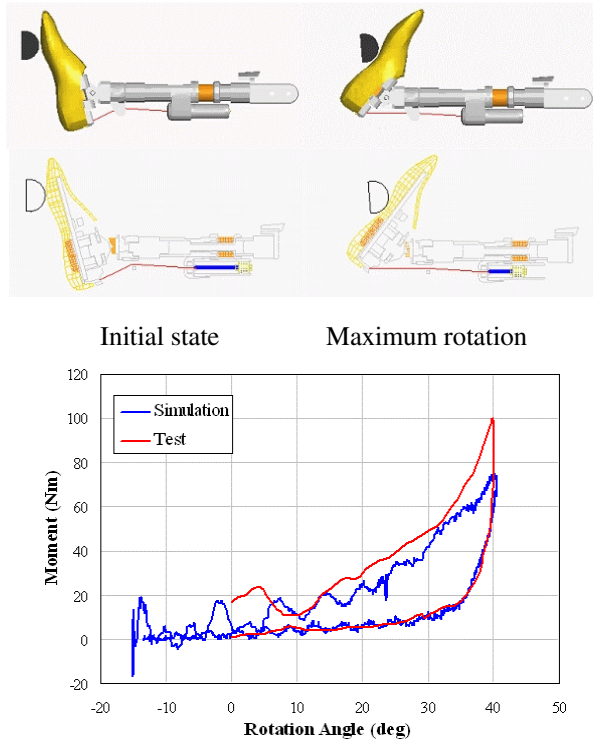 Initial state Maximum rotation
120
100
80
60
40
20
0
-20
Moment (Nm)
Simulation
Test
-20 -10 0 10 20 30 40 50
Rotation Angle (deg)